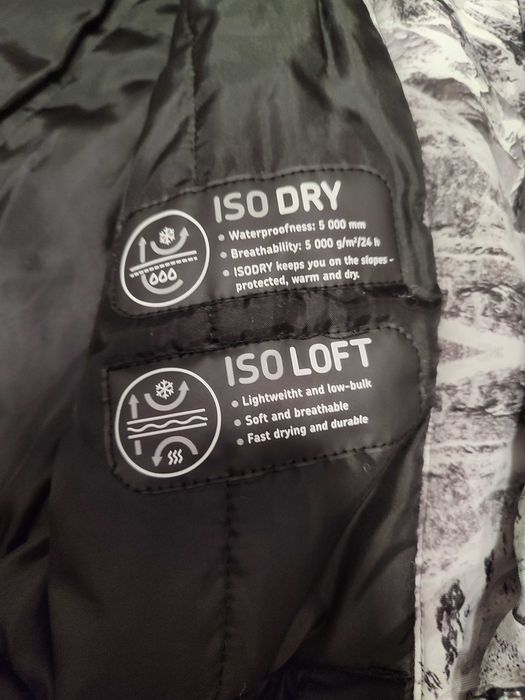 ISO DRY
• Waterproofness: 5 000 mm
• Breathability: 5 000 g/m²/24 h
• ISODRY keeps you on the slopes -
protected, warm and dry.
ISO LOFT
• Lightweitht and low-bulk
• Soft and breathable
• Fast drying and durable